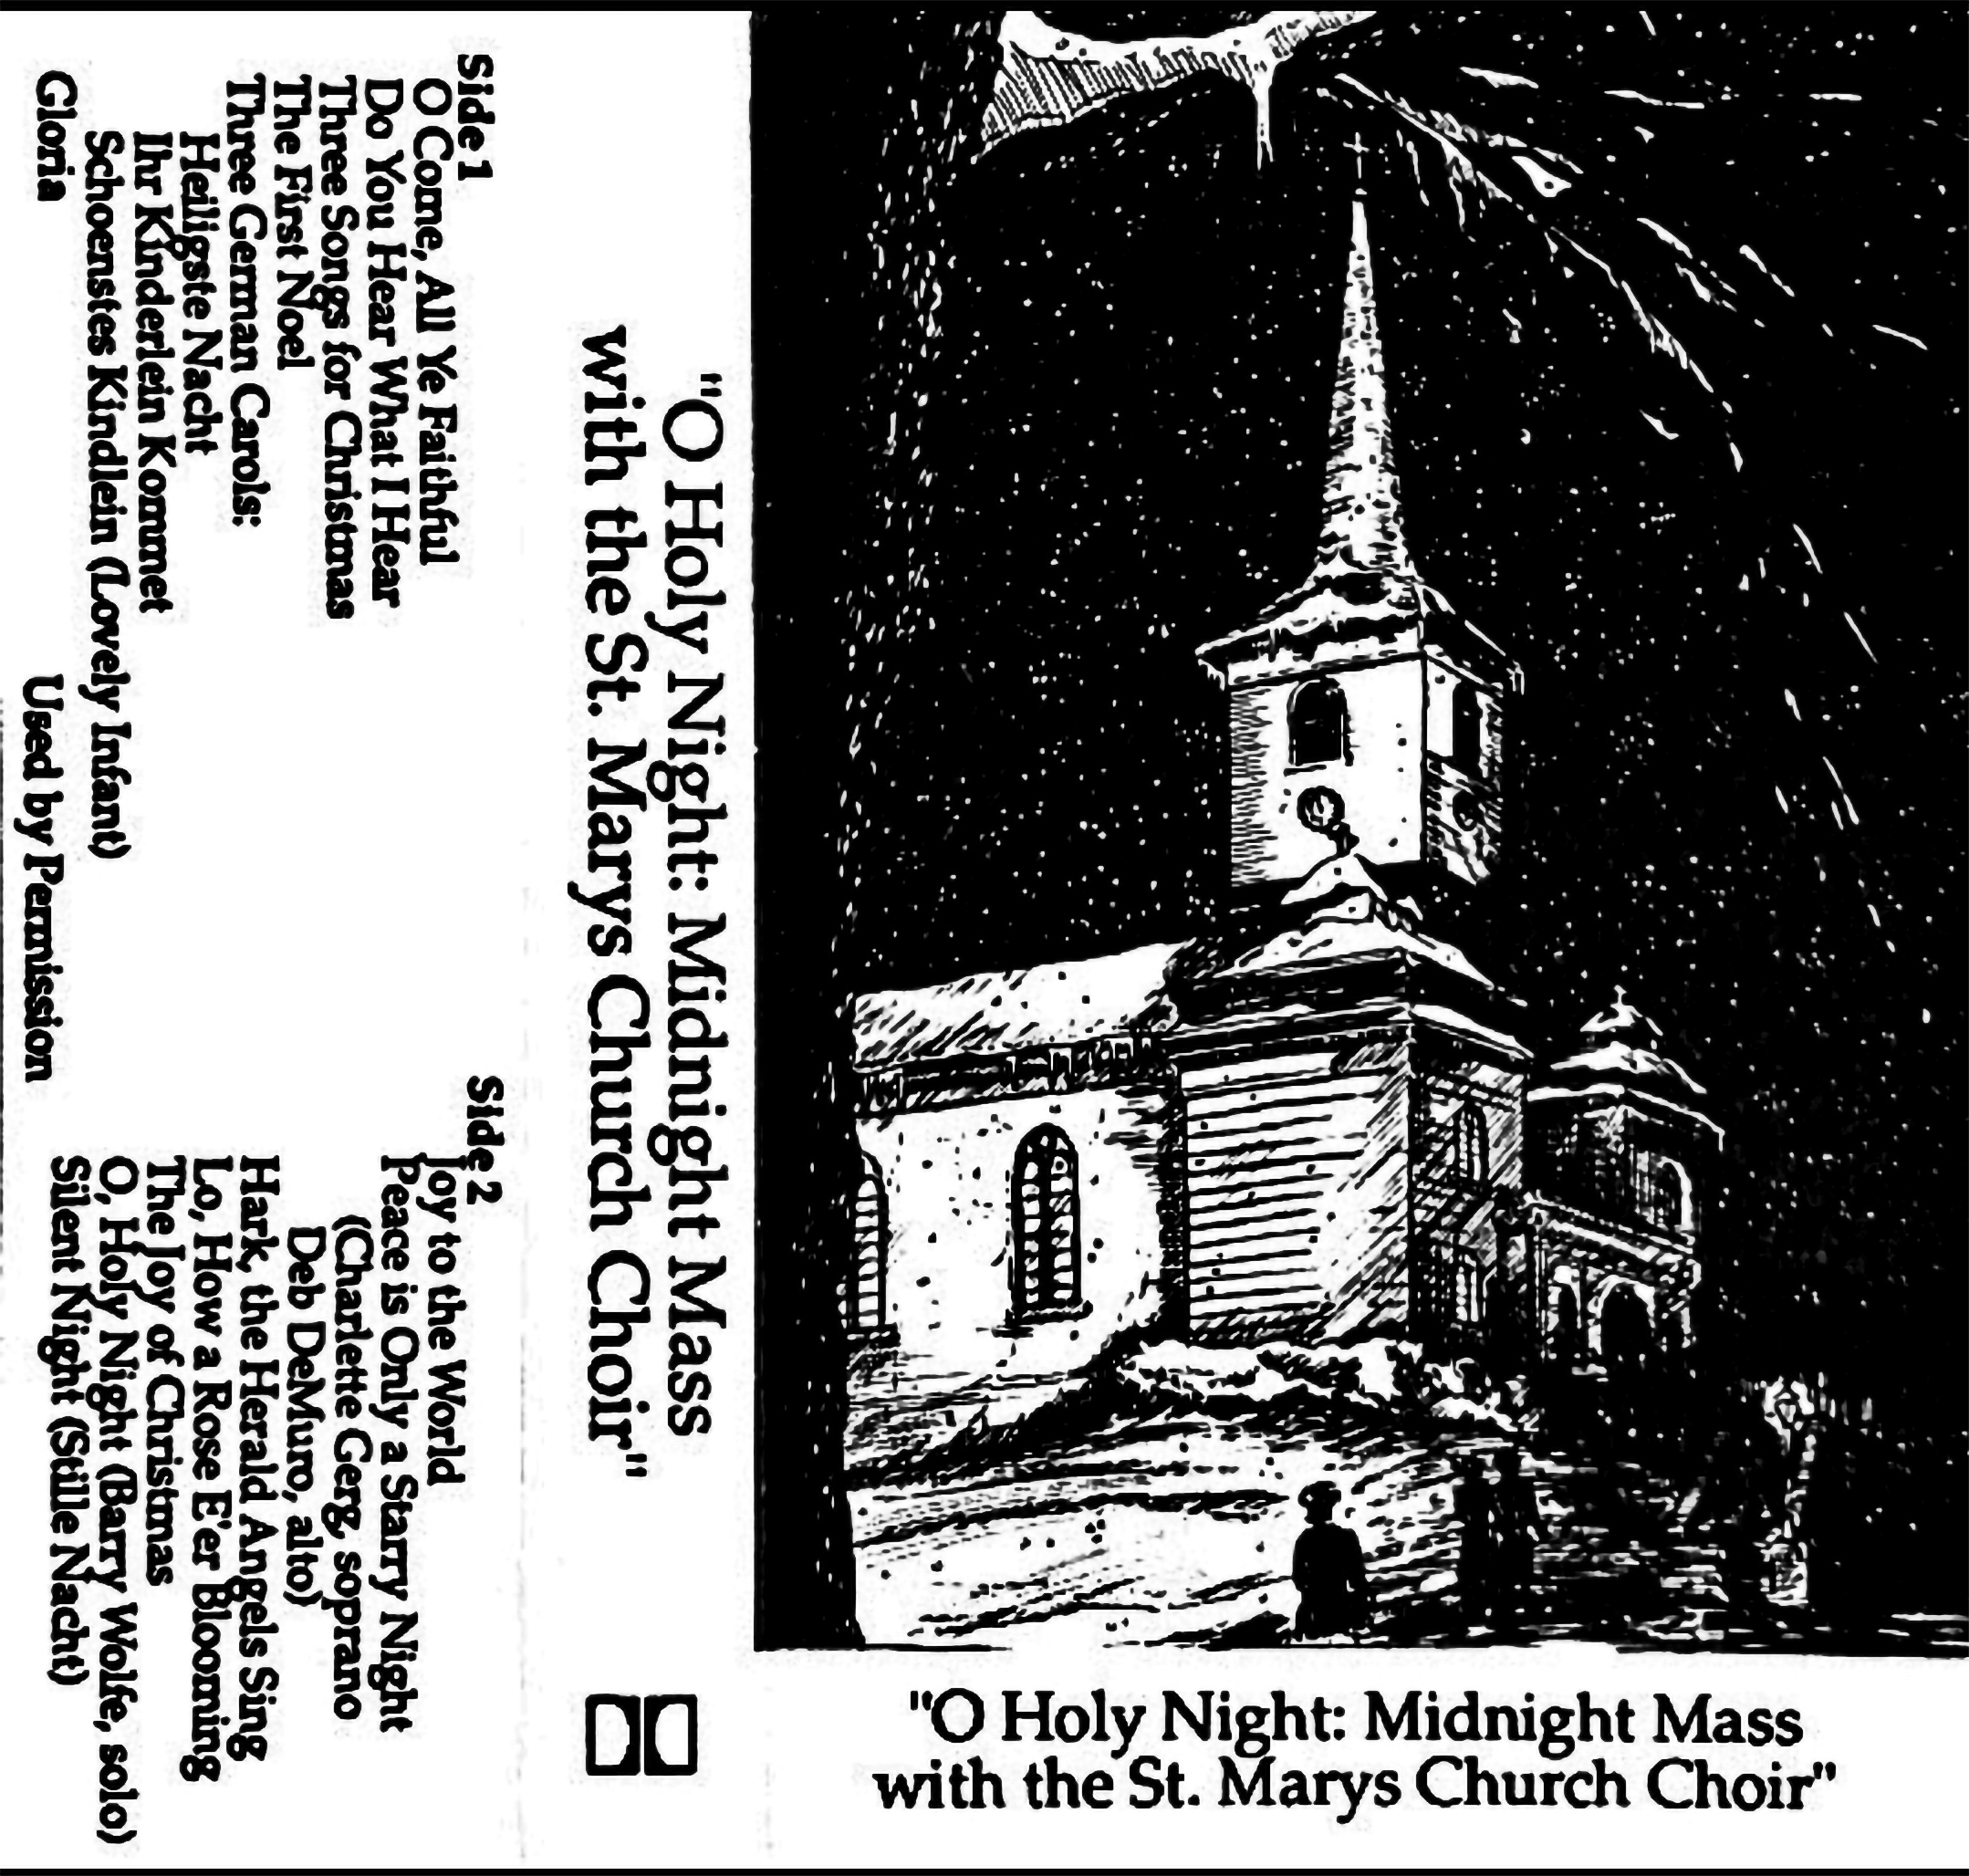 Side 1
O Come, All Ye Faithful
Do You Hear What I Hear
Three Songs for Christmas
The First Noel
Three German Carols:
Heiligste Nacht
Ihr Kinderlein Kommet
Schoenstes Kindlein (Lovely Infant)
Gloria
Used by Permission
Side 2
Joy to the World
Peace is Only a Starry Night
(Charlette Gerg, soprano
Deb DeMuro, alto)
Hark, the Herald Angels Sing
Lo, How a Rose E'er Blooming
The Joy of Christmas
O, Holy Night (Barry Wolfe, solo)
Silent Night (Stille Nacht)
"O Holy Night: Midnight Mass
with the St. Marys Church Choir"
"O Holy Night: Midnight Mass
with the St. Marys Church Choir"